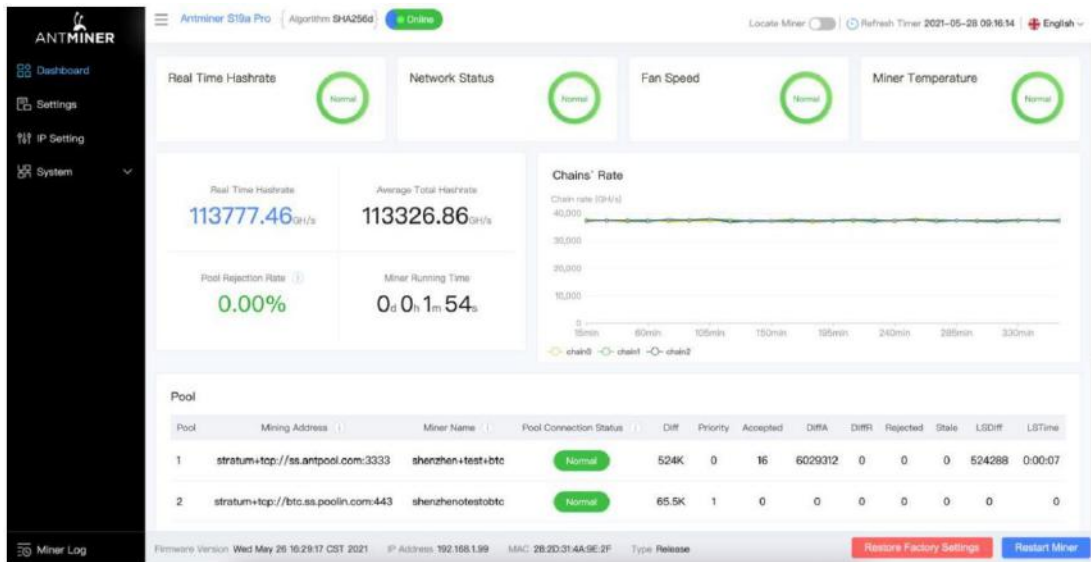 ANTMINER
Antminer S19a Pro Algorithm SHA256d Online Locate Miner Refresh Timer 2021-05-28 09:16:14 English
Dashboard
Settings
IP Setting
System
Real Time Hashrate Normal
Network Status Normal
Fan Speed Normal
Miner Temperature Normal
Real Time Hashrate
113777.46GH/s
Average Total Hashrate
113326.86GH/s
Pool Rejection Rate
0.00%
Miner Running Time
0d 0h 1m 54s
Chains' Rate
Chain rate (GH/s)
40,000
30,000
20,000
10,000
0
15min 60min 105min 150min 195min 240min 285min 330min
chain0 chain1 chain2
Pool
Pool Mining Address Miner Name Pool Connection Status Diff Priority Accepted DiffA DiffR Rejected Stale LSDiff LSTime
1 stratum+tcp://ss.antpool.com:3333 shenzhen+test+btc Normal 524K 0 16 6029312 0 0 0 524288 0:00:07
2 stratum+tcp://btc.ss.poolin.com:443 shenzhenotestobtc Normal 65.5K 1 0 0 0 0 0 0 0
Miner Log
Firmware Version Wed May 26 16:29:17 CST 2021 IP Address 192.168.1.99 MAC 28:2D:31:4A:9E:2F Type Release Restore Factory Settings Restart Miner